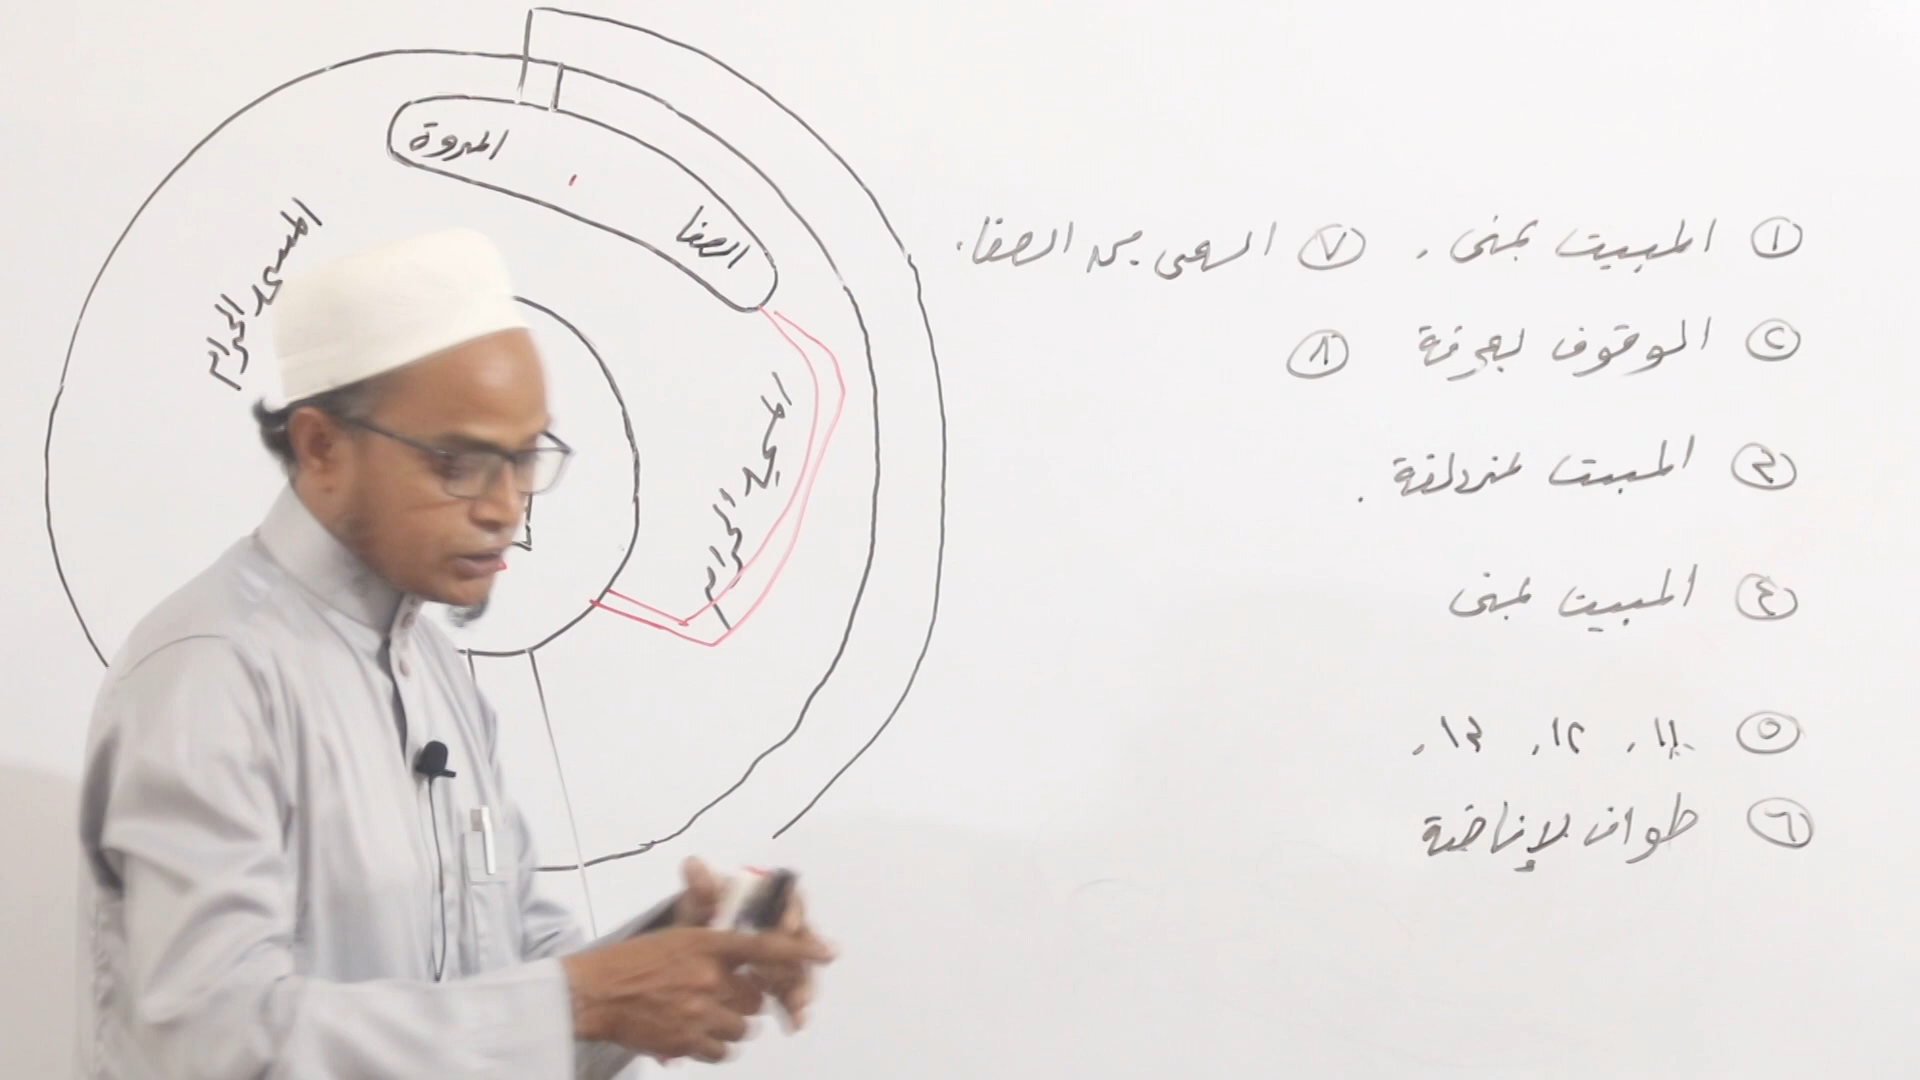 المروة
الصفا
المسجد الحرام
المسجد الحرام
١ المبيت بمنى . ٧ السعي بين الصفا .
٢ الوقوف بعرفة ٨
٣ المبيت بمزدلفة .
٤ المبيت بمنى
٥ ١١ . ١٢ . ١٣ .
٦ طواف الإفاضة